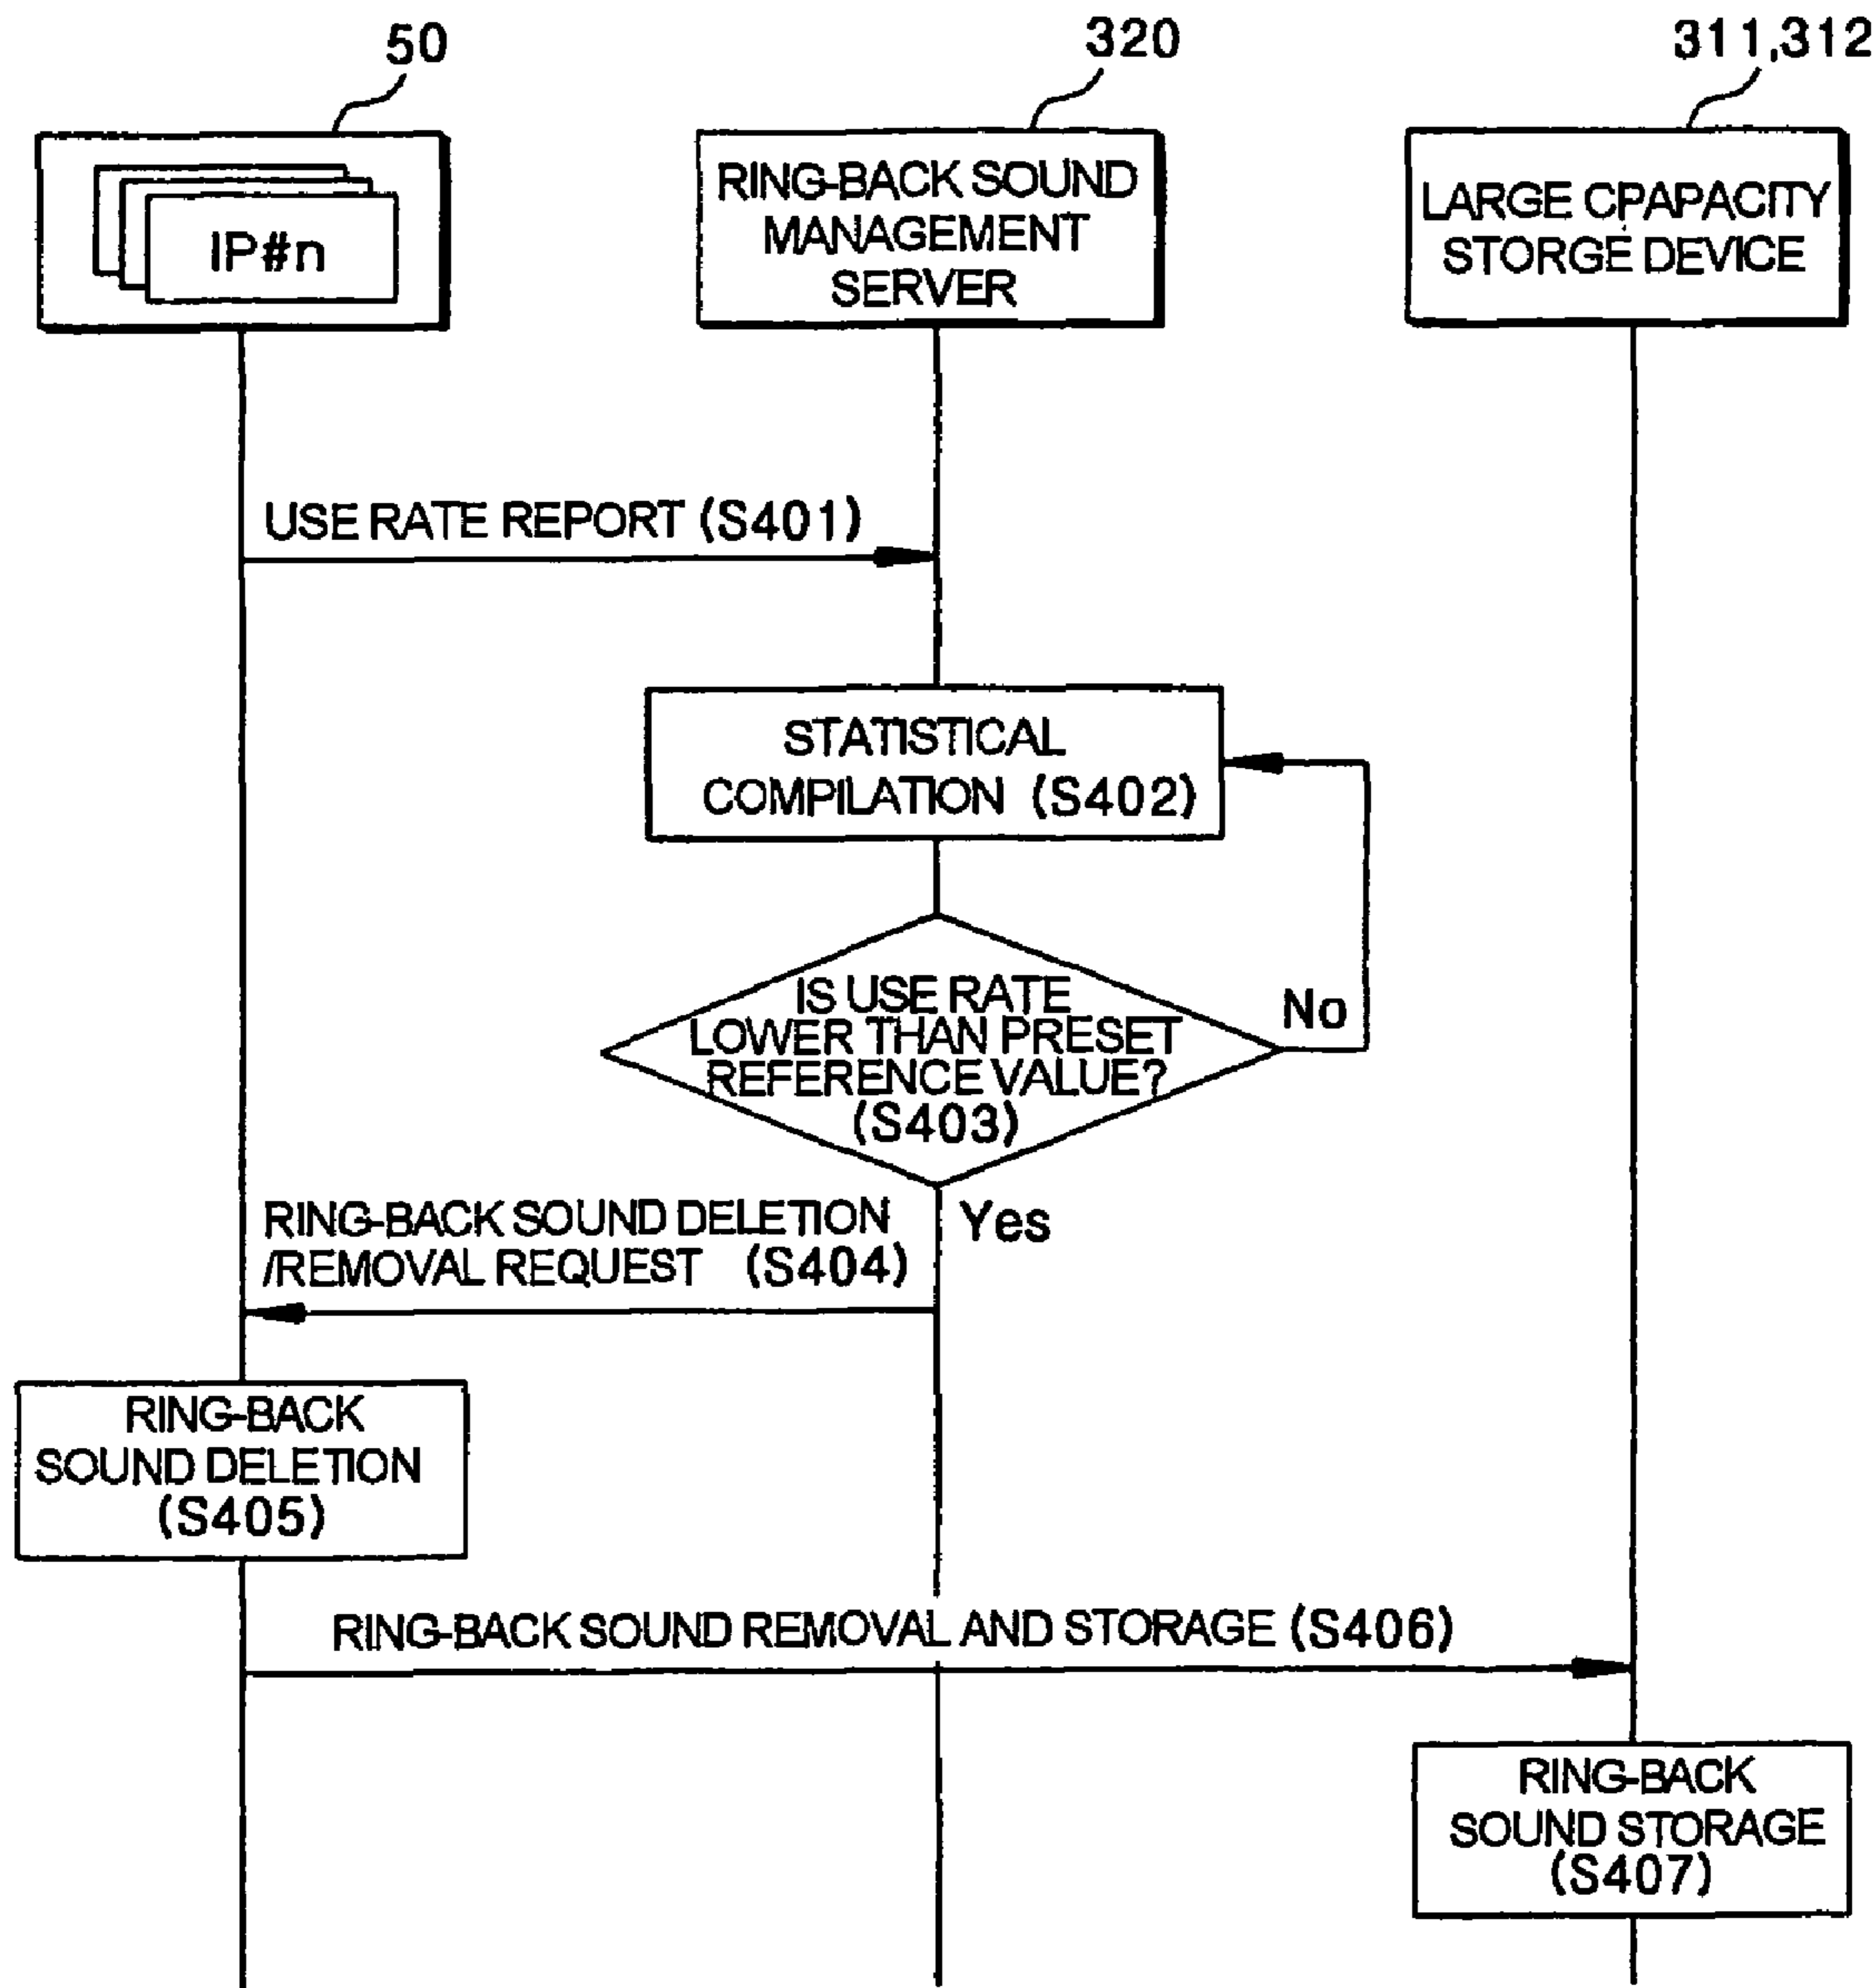 50
320
311,312
IP#n
RING-BACK SOUND
MANAGEMENT
SERVER
LARGE CPAPACITY
STORGE DEVICE
USE RATE REPORT (S401)
STATISTICAL
COMPILATION (S402)
IS USE RATE
LOWER THAN PRESET
REFERENCE VALUE?
(S403)
No
Yes
RING-BACK SOUND DELETION
/REMOVAL REQUEST (S404)
RING-BACK
SOUND DELETION
(S405)
RING-BACK SOUND REMOVAL AND STORAGE (S406)
RING-BACK
SOUND STORAGE
(S407)